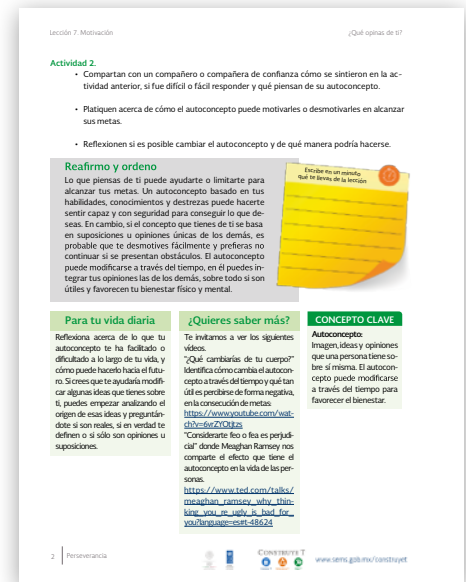 Lección 7. Motivación
¿Qué opinas de ti?
Actividad 2.
• Compartan con un compañero o compañera de confianza cómo se sintieron en la ac-
tividad anterior, si fue difícil o fácil responder y qué piensan de su autoconcepto.
• Platiquen acerca de cómo el autoconcepto puede motivarles o desmotivarles en alcanzar
sus metas.
• Reflexionen si es posible cambiar el autoconcepto y de qué manera podría hacerse.
Reafirmo y ordeno
Lo que piensas de ti puede ayudarte o limitarte para
alcanzar tus metas. Un autoconcepto basado en tus
habilidades, conocimientos y destrezas puede hacerte
sentir capaz y con seguridad para conseguir lo que de-
seas. En cambio, si el concepto que tienes de ti se basa
en suposiciones u opiniones únicas de los demás, es
probable que te desmotives fácilmente y prefieras no
continuar si se presentan obstáculos. El autoconcepto
puede modificarse a través del tiempo, en él puedes in-
tegrar tus opiniones las de los demás, sobre todo si son
útiles y favorecen tu bienestar físico y mental.
Escribe en un minuto
qué te llevas de la lección
Para tu vida diaria
Reflexiona acerca de lo que tu
autoconcepto te ha facilitado o
dificultado a lo largo de tu vida, y
cómo puede hacerlo hacia el futu-
ro. Si crees que te ayudaría modifi-
car algunas ideas que tienes sobre
ti, puedes empezar analizando el
origen de esas ideas y preguntán-
dote si son reales, si en verdad te
definen o si sólo son opiniones u
suposiciones.
¿Quieres saber más?
Te invitamos a ver los siguientes
vídeos.
"¿Qué cambiarías de tu cuerpo?"
Identifica cómo cambia el autocon-
cepto a través del tiempo y qué tan
útil es percibirse de forma negativa,
en la consecución de metas:
https://www.youtube.com/wat-
ch?v=6vrZYOtjtzs
"Considerarte feo o fea es perjudi-
cial" donde Meaghan Ramsey nos
comparte el efecto que tiene el
autoconcepto en la vida de las per-
sonas.
https://www.ted.com/talks/
meaghan_ramsey_why_thin-
king_you_re_ugly_is_bad_for_
you?language=es#t-48624
CONCEPTO CLAVE
Autoconcepto:
Imagen, ideas y opiniones
que una persona tiene so-
bre sí misma. El autocon-
cepto puede modificarse
a través del tiempo para
favorecer el bienestar.
2
Perseverancia
CONSTRUYE T
www.sems.gob.mx/construyet